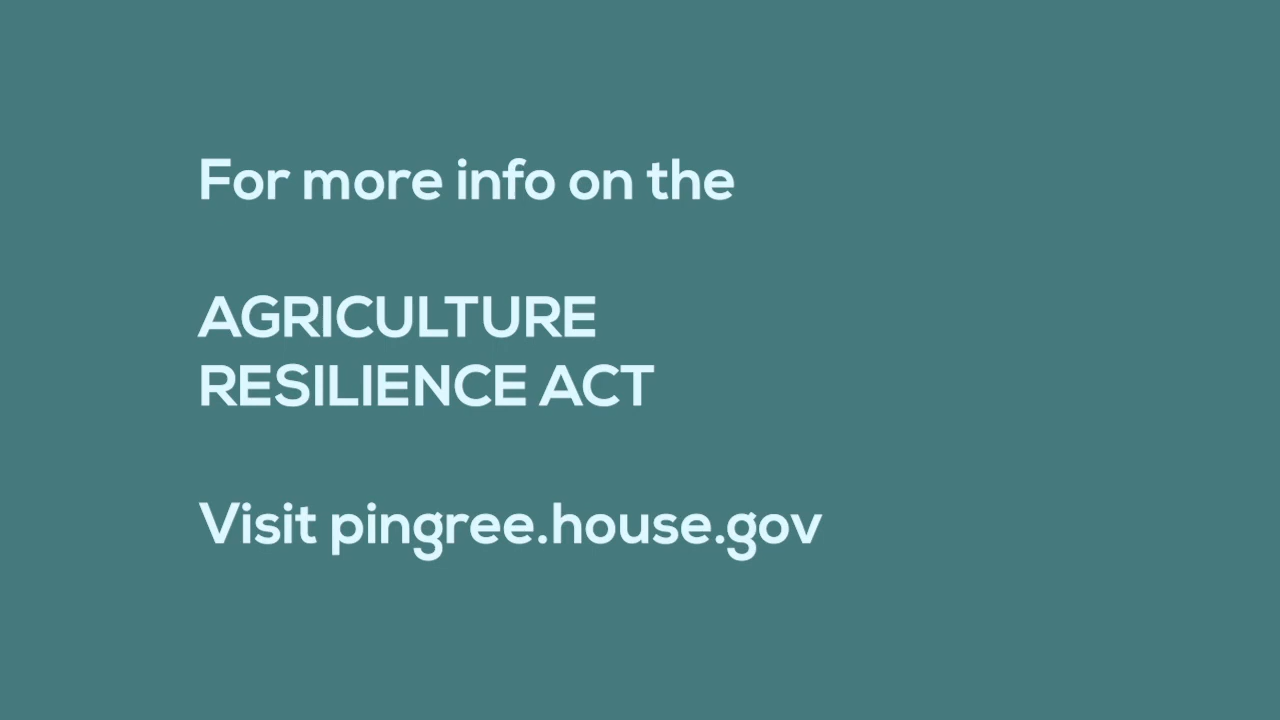 For more info on the
AGRICULTURE
RESILIENCE ACT
Visit pingree.house.gov